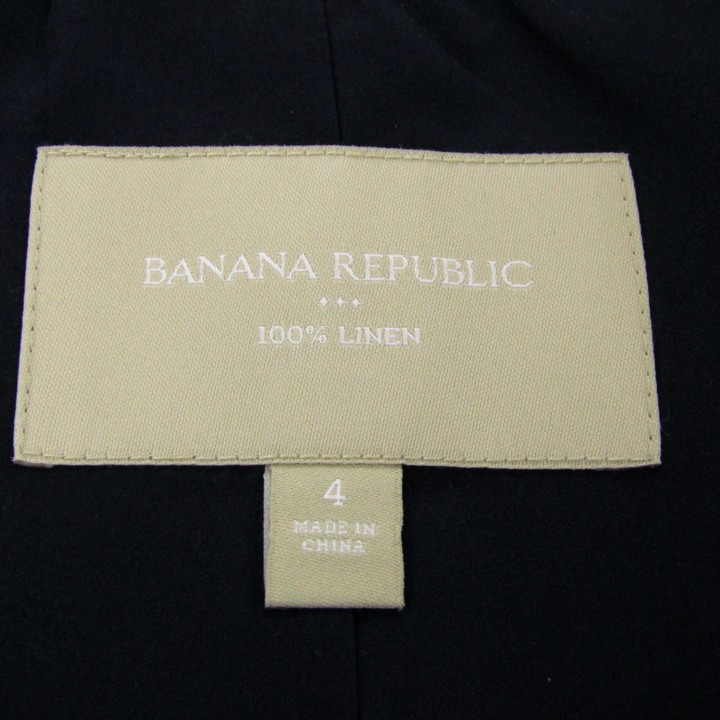 BANANA REPUBLIC
100% LINEN
4
MADE IN
CHINA